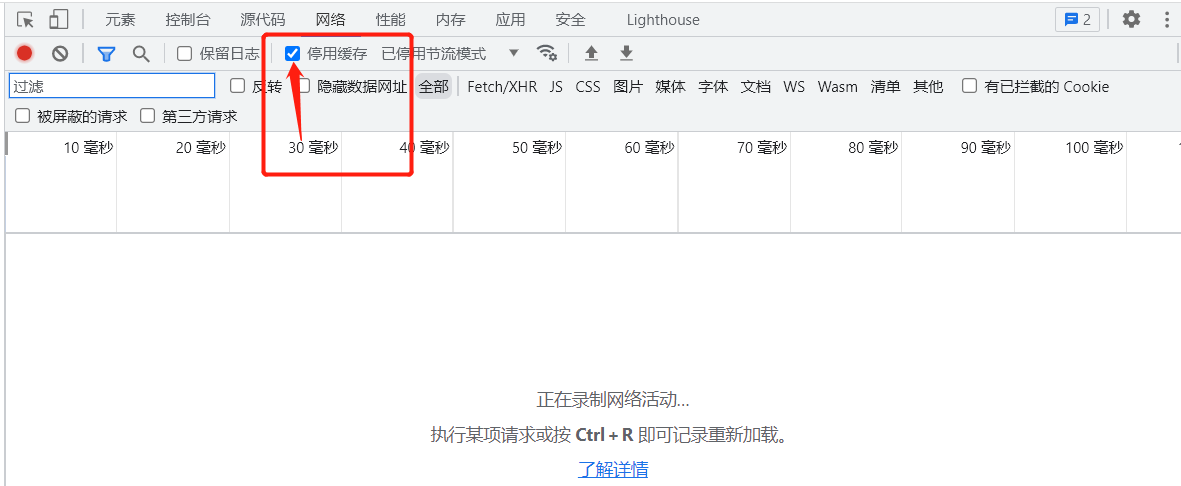 元素 控制台 源代码 网络 性能 内存 应用 安全 Lighthouse 2
保留日志 停用缓存 已停用节流模式
过滤 反转 隐藏数据网址 全部 Fetch/XHR JS CSS 图片 媒体 字体 文档 WS Wasm 清单 其他 有已拦截的 Cookie
被屏蔽的请求 第三方请求
10 毫秒 20 毫秒 30 毫秒 40 毫秒 50 毫秒 60 毫秒 70 毫秒 80 毫秒 90 毫秒 100 毫秒
正在录制网络活动…
执行某项请求或按 Ctrl + R 即可记录重新加载。
了解详情